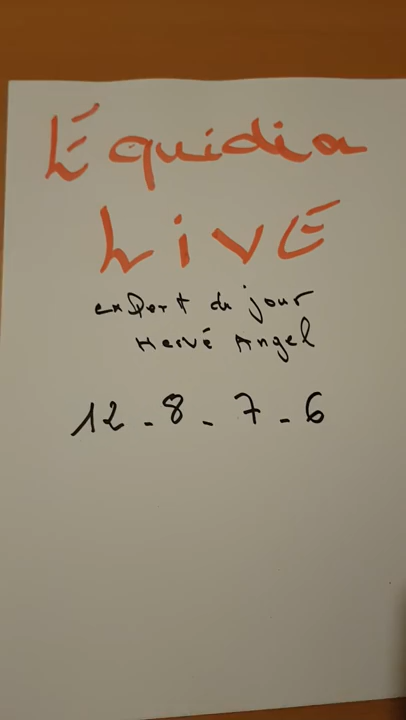 Équidia
LIVE
expert du jour
Hervé Angel
12 - 8 - 7 - 6